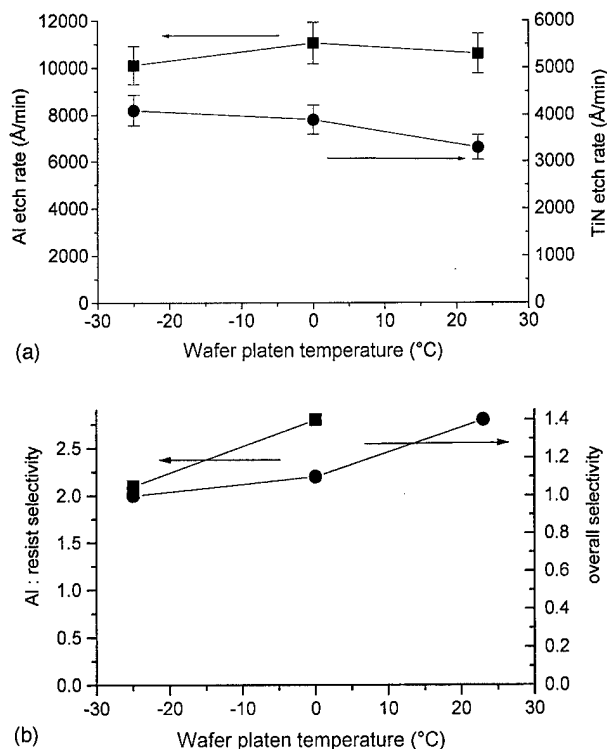 12000
10000
8000
6000
4000
2000
0
Al etch rate (Å/min)
6000
5000
4000
3000
2000
1000
0
TiN etch rate (Å/min)
-30 -20 -10 0 10 20 30
(a)
Wafer platen temperature (°C)
2.5
2.0
1.5
1.0
0.5
0.0
Al : resist selectivity
1.4
1.2
1.0
0.8
0.6
0.4
0.2
0.0
overall selectivity
-30 -20 -10 0 10 20 30
(b)
Wafer platen temperature (°C)